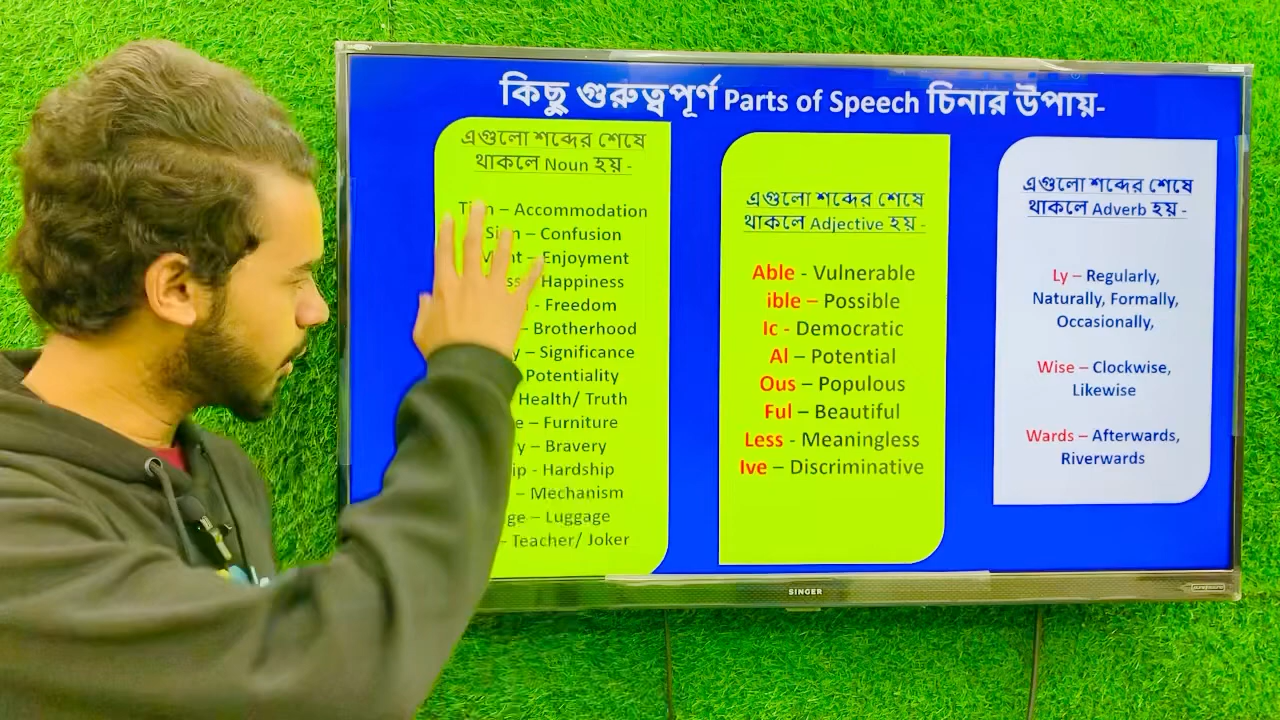 কিছু গুরুত্বপূর্ণ Parts of Speech চিনার উপায়-
এগুলো শব্দের শেষে
থাকলে Noun হয় -
– Accommodation
– Confusion
– Enjoyment
Happiness
- Freedom
- Brotherhood
– Significance
Potentiality
Health/ Truth
– Furniture
– Bravery
- Hardship
– Mechanism
– Luggage
- Teacher/ Joker
এগুলো শব্দের শেষে
থাকলে Adjective হয় -
Able - Vulnerable
ible – Possible
Ic - Democratic
Al – Potential
Ous – Populous
Ful – Beautiful
Less - Meaningless
Ive – Discriminative
এগুলো শব্দের শেষে
থাকলে Adverb হয় -
Ly – Regularly,
Naturally, Formally,
Occasionally,
Wise – Clockwise,
Likewise
Wards – Afterwards,
Riverwards
SINGER